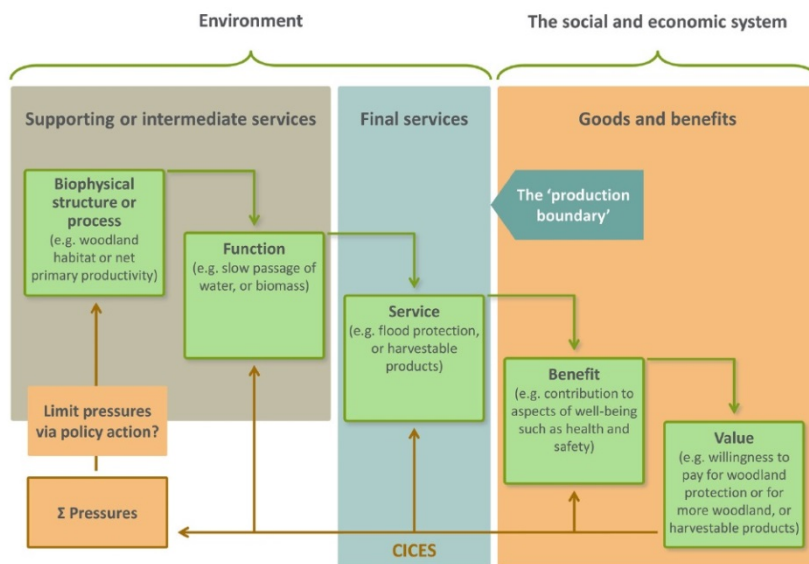 Environment
The social and economic system
Supporting or intermediate services
Final services
Goods and benefits
Biophysical
structure or
process
(e.g. woodland
habitat or net
primary productivity)
The ‘production
boundary’
Function
(e.g. slow passage of
water, or biomass)
Service
(e.g. flood protection,
or harvestable
products)
Benefit
(e.g. contribution to
aspects of well-being
such as health and
safety)
Limit pressures
via policy action?
Value
(e.g. willingness to
pay for woodland
protection or for
more woodland, or
harvestable products)
Σ Pressures
CICES